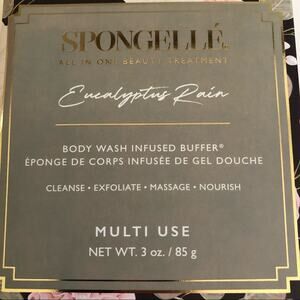 SPONGELLÉ®
ALL IN ONE BEAUTY TREATMENT
Eucalyptus Rain
BODY WASH INFUSED BUFFER®
ÉPONGE DE CORPS INFUSÉE DE GEL DOUCHE
CLEANSE • EXFOLIATE • MASSAGE • NOURISH
MULTI USE
NET WT. 3 oz. / 85 g